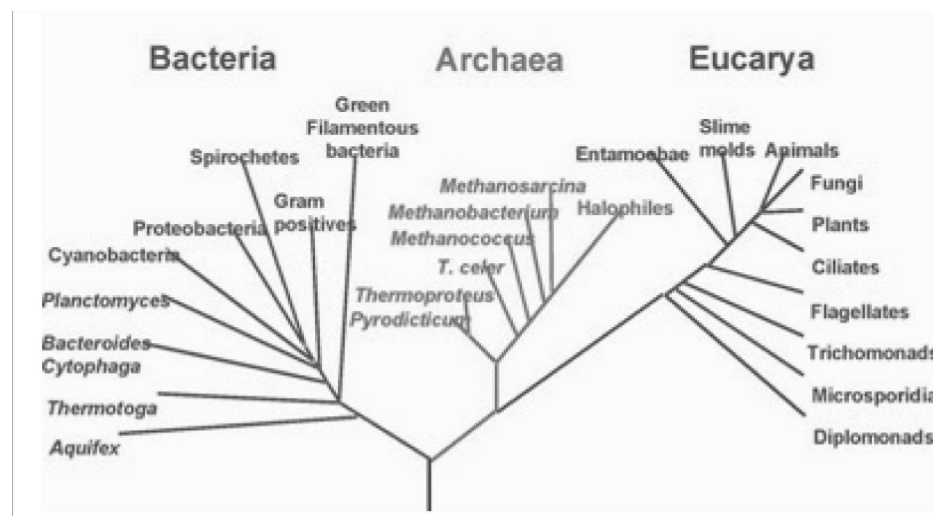 Bacteria
Archaea
Eucarya
Green
Filamentous
bacteria
Spirochetes
Gram
positives
Proteobacteria
Cyanobacteria
Planctomyces
Bacteroides
Cytophaga
Thermotoga
Aquifex
Methanosarcina
Methanobacterium
Halophiles
Methanococcus
T. celer
Thermoproteus
Pyrodicticum
Entamoebae
Slime
molds
Animals
Fungi
Plants
Ciliates
Flagellates
Trichomonads
Microsporidia
Diplomonads